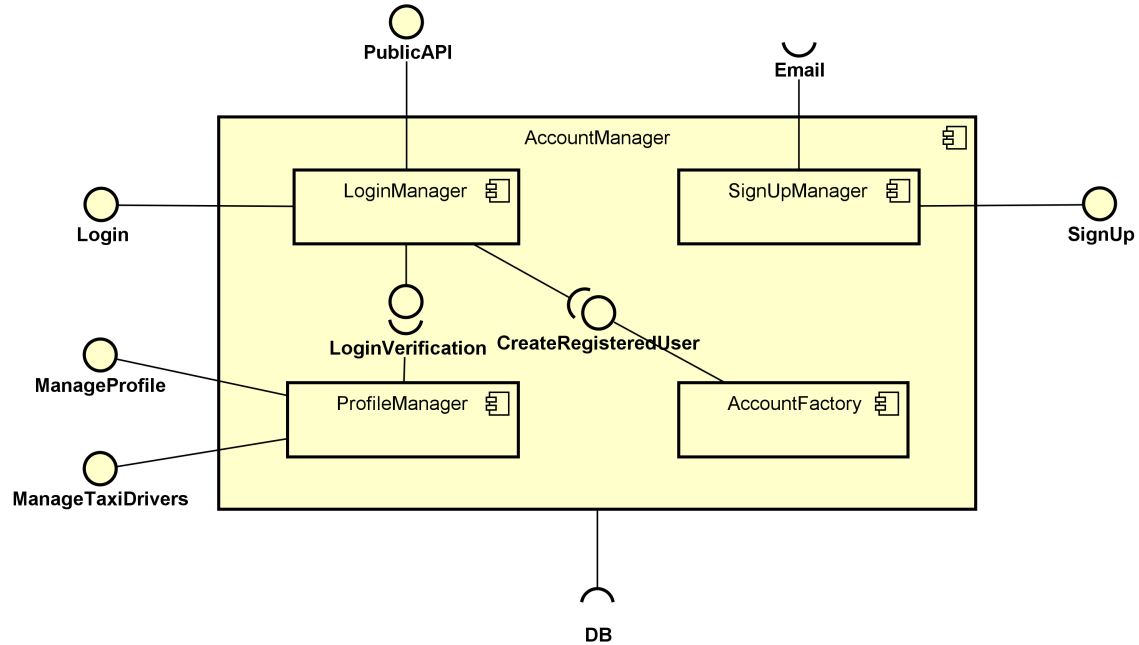 PublicAPI
Email
AccountManager
LoginManager
SignUpManager
Login
SignUp
LoginVerification
CreateRegisteredUser
ManageProfile
ProfileManager
AccountFactory
ManageTaxiDrivers
DB